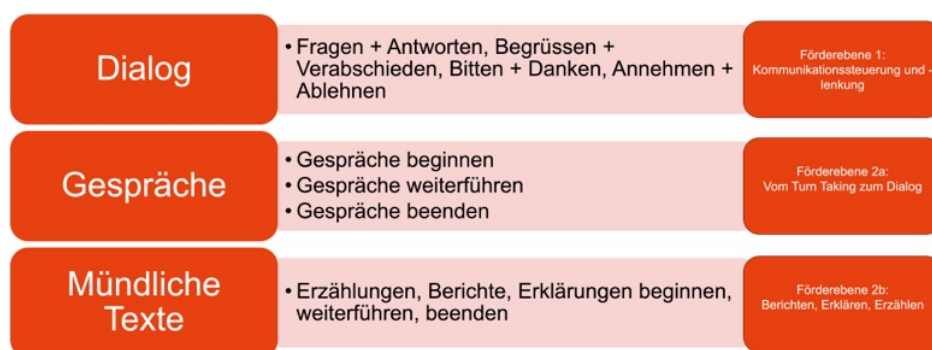 Dialog
• Fragen + Antworten, Begrüssen +
Verabschieden, Bitten + Danken, Annehmen +
Ablehnen
Förderebene 1:
Kommunikationssteuerung und -
lenkung
Gespräche
• Gespräche beginnen
• Gespräche weiterführen
• Gespräche beenden
Förderebene 2a:
Vom Turn Taking zum Dialog
Mündliche
Texte
• Erzählungen, Berichte, Erklärungen beginnen,
weiterführen, beenden
Förderebene 2b:
Berichten, Erklären, Erzählen